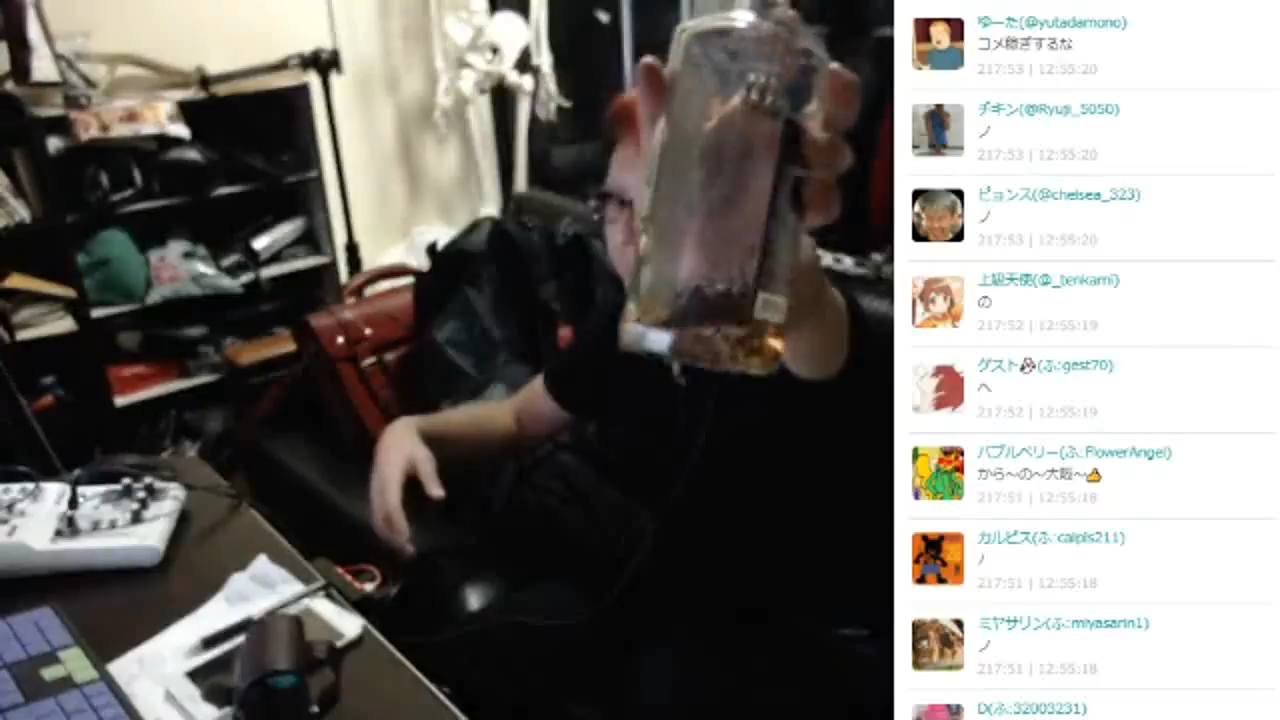 ゆーた(@yutadamono)
コメ稼ぎするな
217:53 | 12:55:20
チキン(@Ryuji_5050)
ノ
217:53 | 12:55:20
ピョンス(@chelsea_323)
ノ
217:53 | 12:55:20
上級天使(@_tenkami)
の
217:52 | 12:55:19
ゲスト(ふ:gest70)
へ
217:52 | 12:55:19
バブルベリー(ふ:FlowerAngel)
から〜の〜大阪〜👍
217:51 | 12:55:18
カルピス(ふ:calpis211)
ﾉ
217:51 | 12:55:18
ミヤサリン(ふ:miyasarin1)
ノ
217:51 | 12:55:18
D(ふ:32003231)